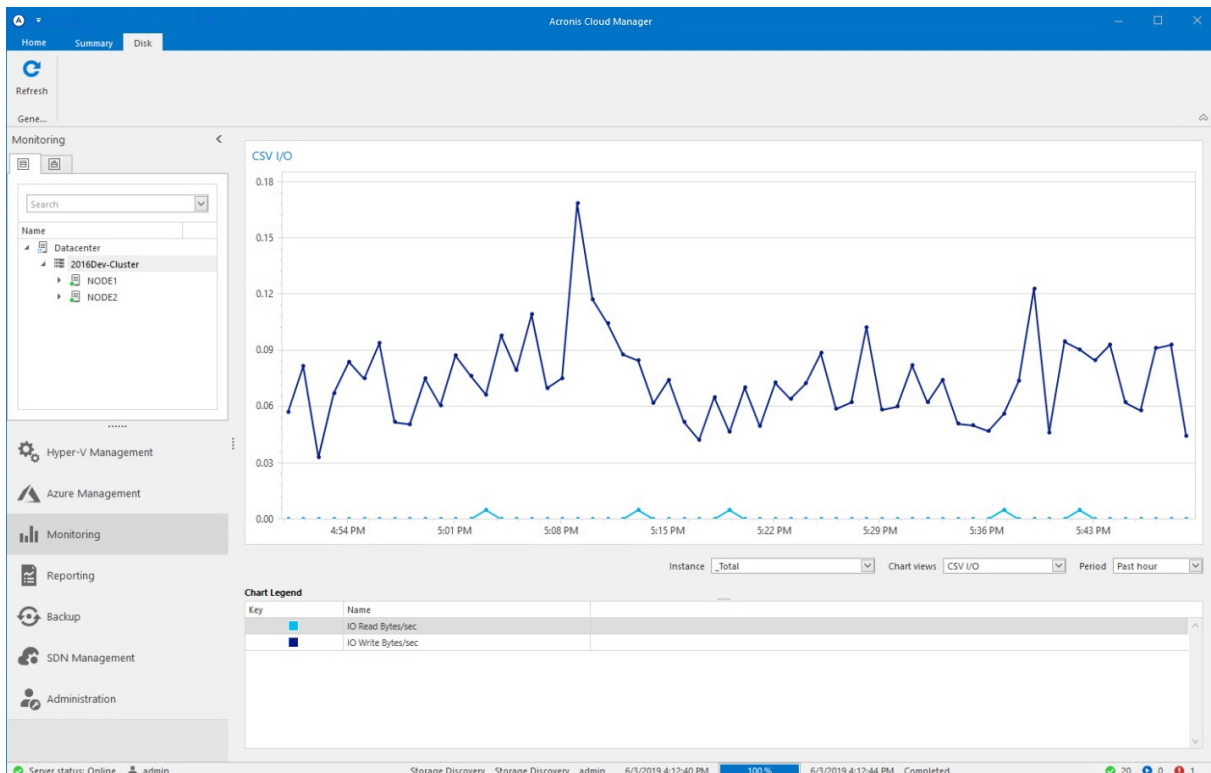 Acronis Cloud Manager
Home Summary Disk
Refresh
Gene...
Monitoring
Search
Name
Datacenter
2016Dev-Cluster
NODE1
NODE2
Hyper-V Management
Azure Management
Monitoring
Reporting
Backup
SDN Management
Administration
CSV I/O
0.18
0.15
0.12
0.09
0.06
0.03
0.00
4:54 PM 5:01 PM 5:08 PM 5:15 PM 5:22 PM 5:29 PM 5:36 PM 5:43 PM
Instance _Total Chart views CSV I/O Period Past hour
Chart Legend
Key Name
IO Read Bytes/sec
IO Write Bytes/sec
Server status: Online admin Storage Discovery Storage Discovery admin 6/3/2019 4:12:40 PM 100 % 6/3/2019 4:12:44 PM Completed 20 0 1